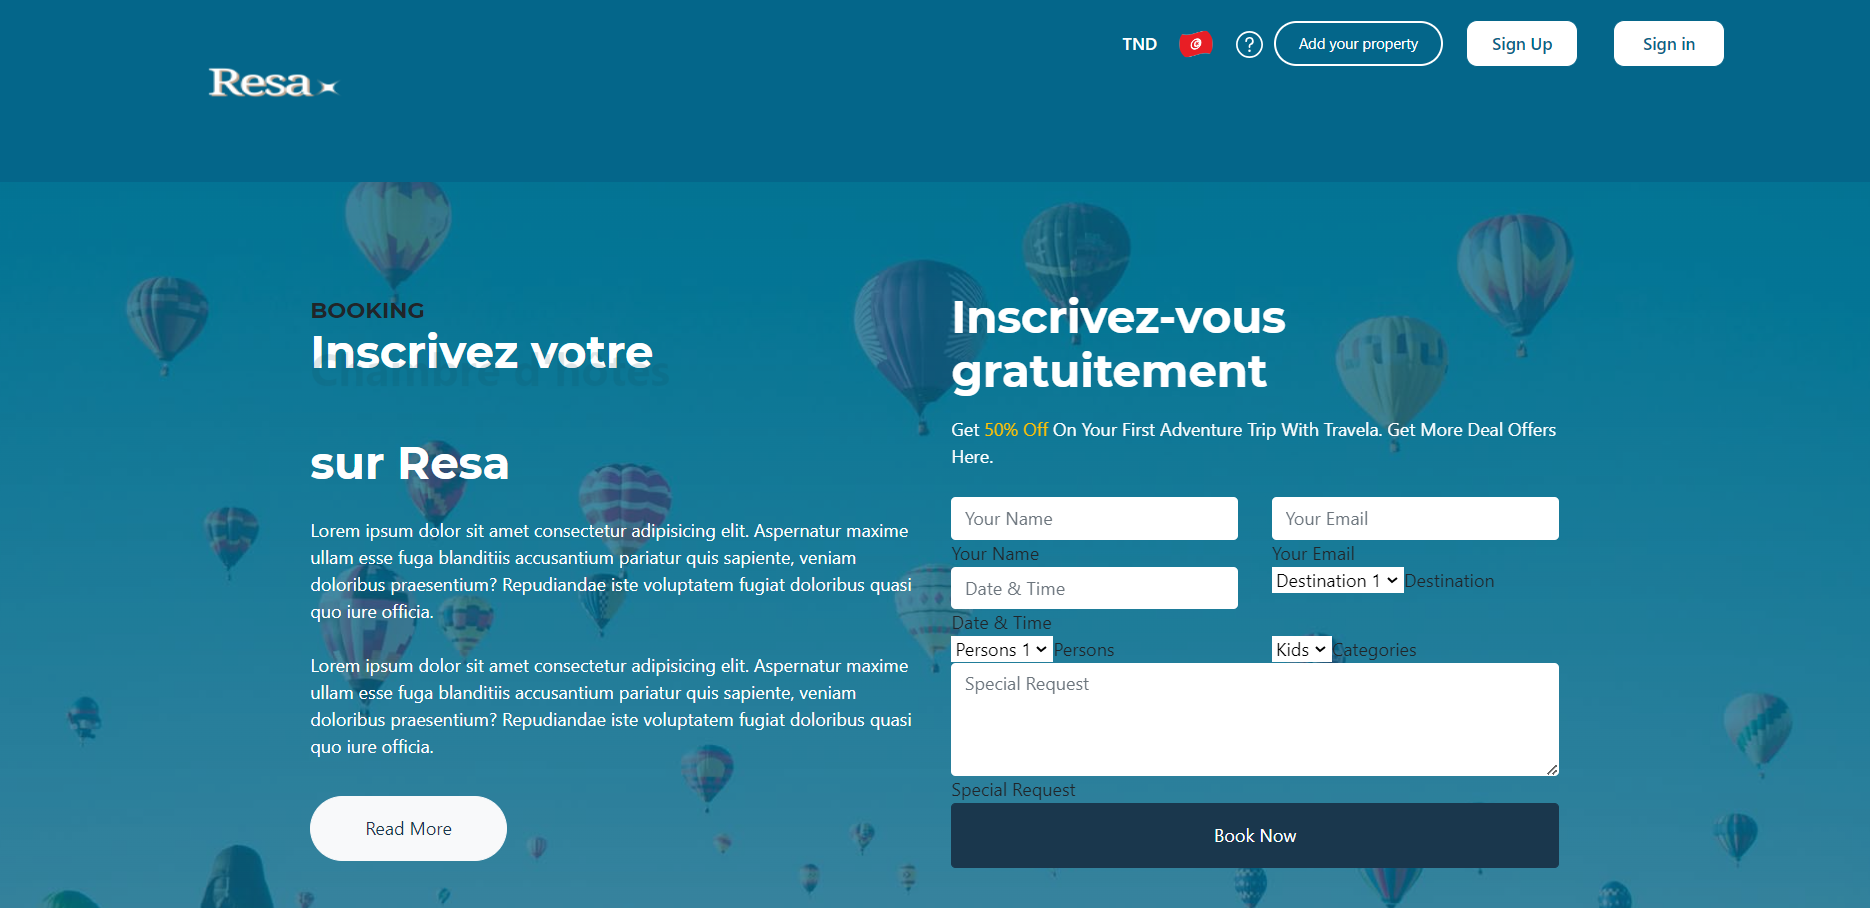 TND
Add your property
Sign Up
Sign in
Resa
BOOKING
Inscrivez votre
Chambre d'hôtes
sur Resa
Lorem ipsum dolor sit amet consectetur adipisicing elit. Aspernatur maxime
ullam esse fuga blanditiis accusantium pariatur quis sapiente, veniam
doloribus praesentium? Repudiandae iste voluptatem fugiat doloribus quasi
quo iure officia.
Lorem ipsum dolor sit amet consectetur adipisicing elit. Aspernatur maxime
ullam esse fuga blanditiis accusantium pariatur quis sapiente, veniam
doloribus praesentium? Repudiandae iste voluptatem fugiat doloribus quasi
quo iure officia.
Read More
Inscrivez-vous
gratuitement
Get 50% Off On Your First Adventure Trip With Travela. Get More Deal Offers
Here.
Your Name
Your Email
Your Name
Your Email
Date & Time
Destination 1 Destination
Date & Time
Persons 1 Persons
Kids Categories
Special Request
Special Request
Book Now